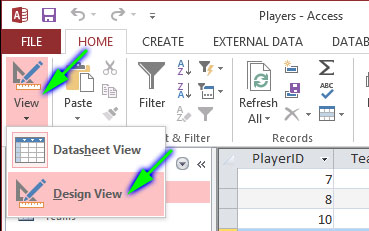 Players - Access
FILE HOME CREATE EXTERNAL DATA DATAB
View Paste Filter Refresh All ABC
t & Filter Records
Datasheet View
Design View
PlayerID Tea
7
8
10